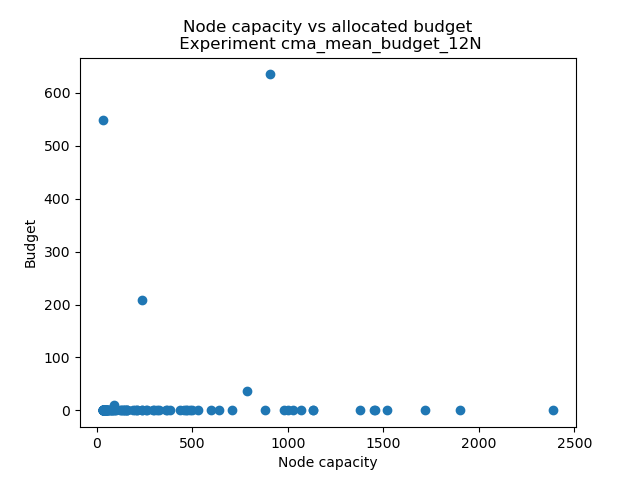 Node capacity vs allocated budget
Experiment cma_mean_budget_12N
600
500
400
300
200
100
0
Budget
0 500 1000 1500 2000 2500
Node capacity